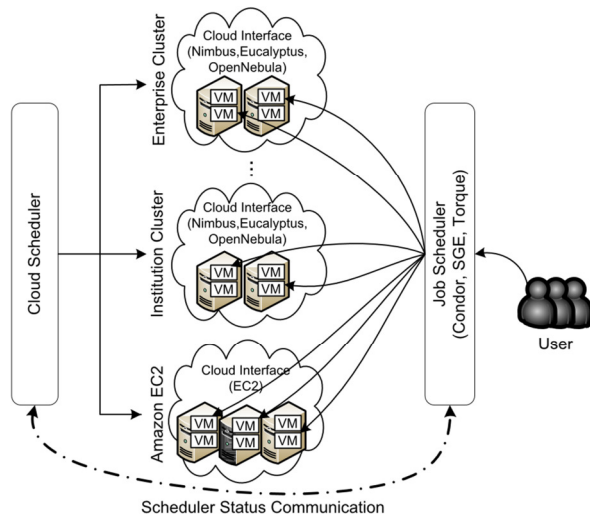 Cloud Scheduler
Enterprise Cluster
Cloud Interface
(Nimbus,Eucalyptus,
OpenNebula)
VM
VM
VM
VM
Institution Cluster
Cloud Interface
(Nimbus,Eucalyptus,
OpenNebula)
VM
VM
VM
VM
Amazon EC2
Cloud Interface
(EC2)
VM
VM
VM
VM
VM
VM
Job Scheduler
(Condor, SGE, Torque)
User
Scheduler Status Communication